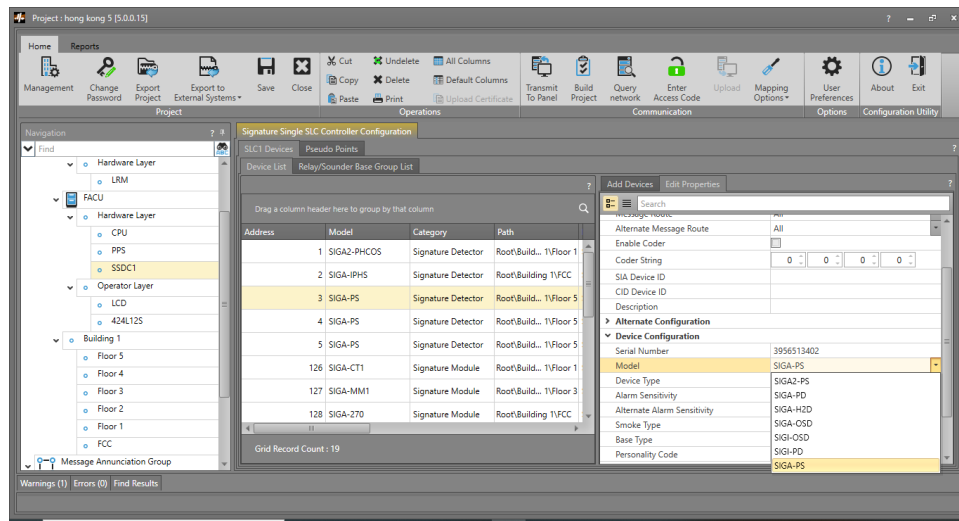 Project : hong kong 5 [5.0.0.15]
Home Reports
Management
Change Password
Export Project
Export to External Systems
Save
Close
Project
Cut
Copy
Paste
Undelete
Delete
Print
All Columns
Default Columns
Upload Certificate
Operations
Transmit To Panel
Build Project
Query network
Enter Access Code
Upload
Mapping Options
Communication
User Preferences
Options
About
Exit
Configuration Utility
Navigation ?
Find
ABC
Hardware Layer
LRM
FACU
Hardware Layer
CPU
PPS
SSDC1
Operator Layer
LCD
424L12S
Building 1
Floor 5
Floor 4
Floor 3
Floor 2
Floor 1
FCC
Message Annunciation Group
Signature Single SLC Controller Configuration
SLC1 Devices Pseudo Points ?
Device List Relay/Sounder Base Group List
?
Drag a column header here to group by that column
Address Model Category Path
1 SIGA2-PHCOS Signature Detector Root\Build... 1\Floor 1
2 SIGA-IPHS Signature Detector Root\Building 1\FCC
3 SIGA-PS Signature Detector Root\Build... 1\Floor 5
4 SIGA-PS Signature Detector Root\Build... 1\Floor 5
5 SIGA-PS Signature Detector Root\Build... 1\Floor 5
126 SIGA-CT1 Signature Module Root\Build... 1\Floor 1
127 SIGA-MM1 Signature Module Root\Build... 1\Floor 3
128 SIGA-270 Signature Module Root\Building 1\FCC
Grid Record Count : 19
Add Devices Edit Properties ?
Search
Message Route All
Alternate Message Route All
Enable Coder
Coder String 0 0 0 0
SIA Device ID
CID Device ID
Description
Alternate Configuration
Device Configuration
Serial Number 3956513402
Model SIGA-PS
Device Type
Alarm Sensitivity
Alternate Alarm Sensitivity
Smoke Type
Base Type
Personality Code
SIGA2-PS
SIGA-PD
SIGA-H2D
SIGA-OSD
SIGI-OSD
SIGI-PD
SIGA-PS
Warnings (1) Errors (0) Find Results